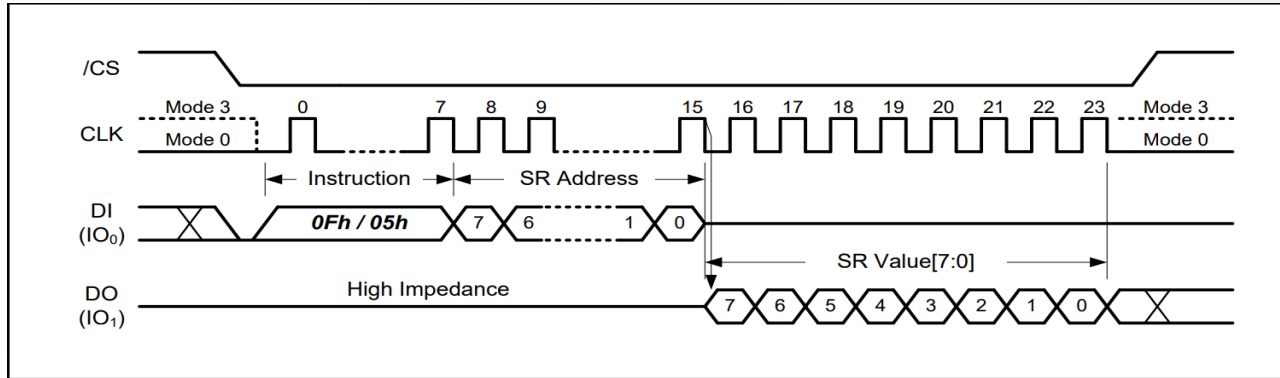 /CS
Mode 3 0 7 8 9 15 16 17 18 19 20 21 22 23 Mode 3
CLK
Mode 0 Mode 0
Instruction SR Address
DI
(IO₀)
0Fh / 05h 7 6 1 0
SR Value[7:0]
High Impedance
DO
(IO₁)
7 6 5 4 3 2 1 0